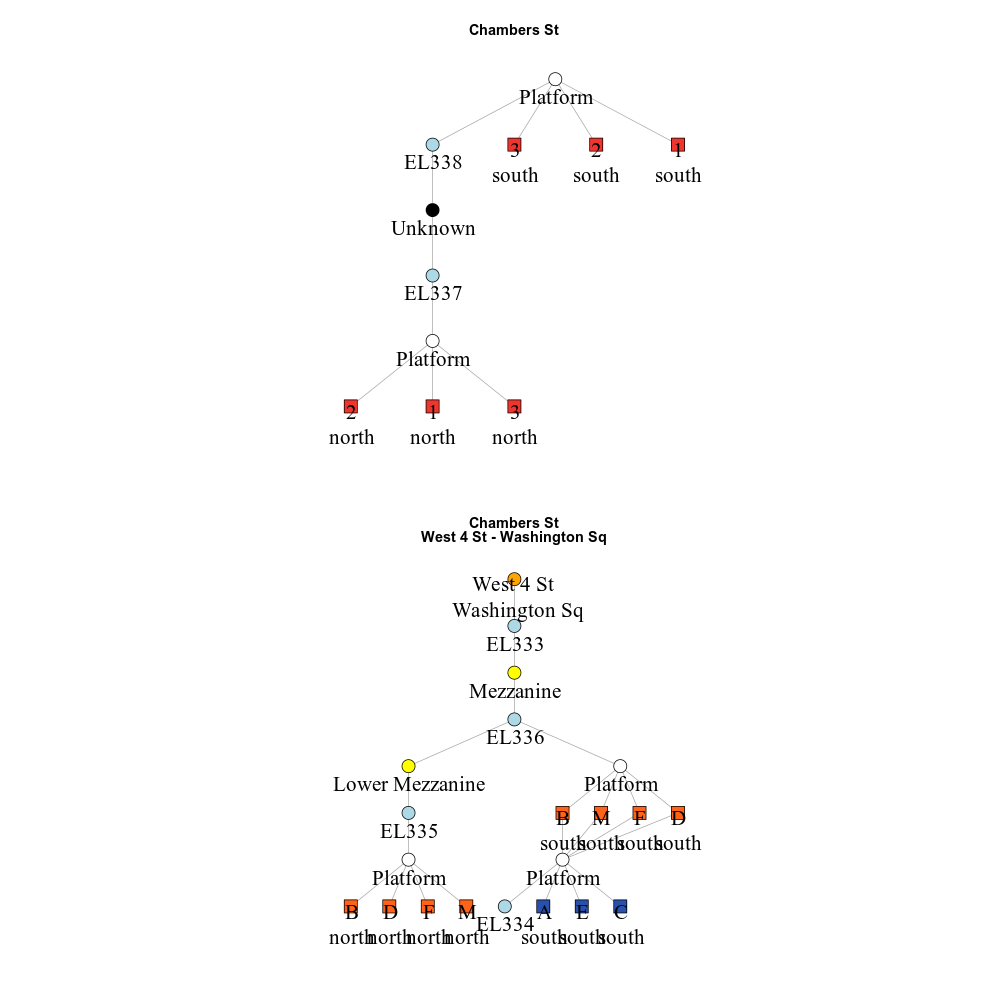 Chambers St
Platform
EL338
3
south
2
south
1
south
Unknown
EL337
Platform
2
north
1
north
3
north
Chambers St
West 4 St - Washington Sq
West 4 St
Washington Sq
EL333
Mezzanine
EL336
Lower Mezzanine
Platform
EL335
B
south
M
south
F
south
D
south
Platform
Platform
B
north
D
north
F
north
M
north
EL334
A
south
E
south
C
south